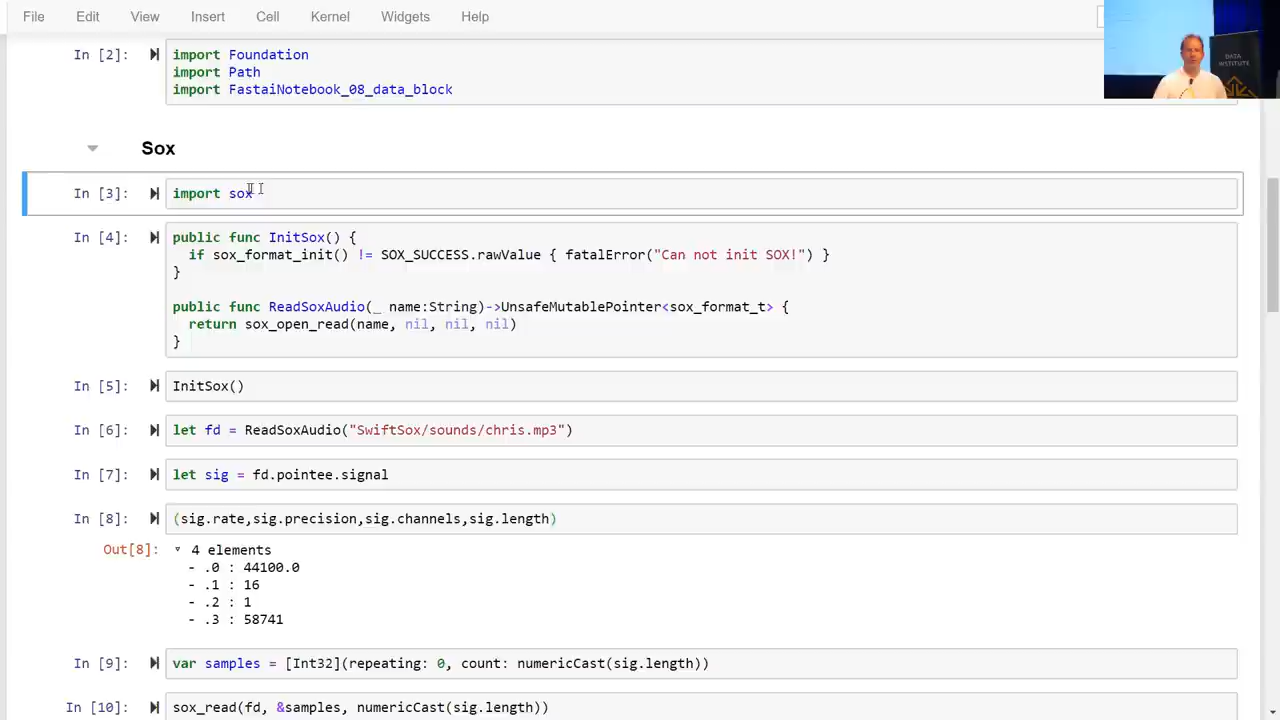 File Edit View Insert Cell Kernel Widgets Help
In [2]: import Foundation
import Path
import FastaiNotebook_08_data_block
DATA
INSTITUTE
Sox
In [3]: import sox
In [4]: public func InitSox() {
if sox_format_init() != SOX_SUCCESS.rawValue { fatalError("Can not init SOX!") }
}
public func ReadSoxAudio(_ name:String)->UnsafeMutablePointer<sox_format_t> {
return sox_open_read(name, nil, nil, nil)
}
In [5]: InitSox()
In [6]: let fd = ReadSoxAudio("SwiftSox/sounds/chris.mp3")
In [7]: let sig = fd.pointee.signal
In [8]: (sig.rate,sig.precision,sig.channels,sig.length)
Out[8]: ▼ 4 elements
- .0 : 44100.0
- .1 : 16
- .2 : 1
- .3 : 58741
In [9]: var samples = [Int32](repeating: 0, count: numericCast(sig.length))
In [10]: sox_read(fd, &samples, numericCast(sig.length))